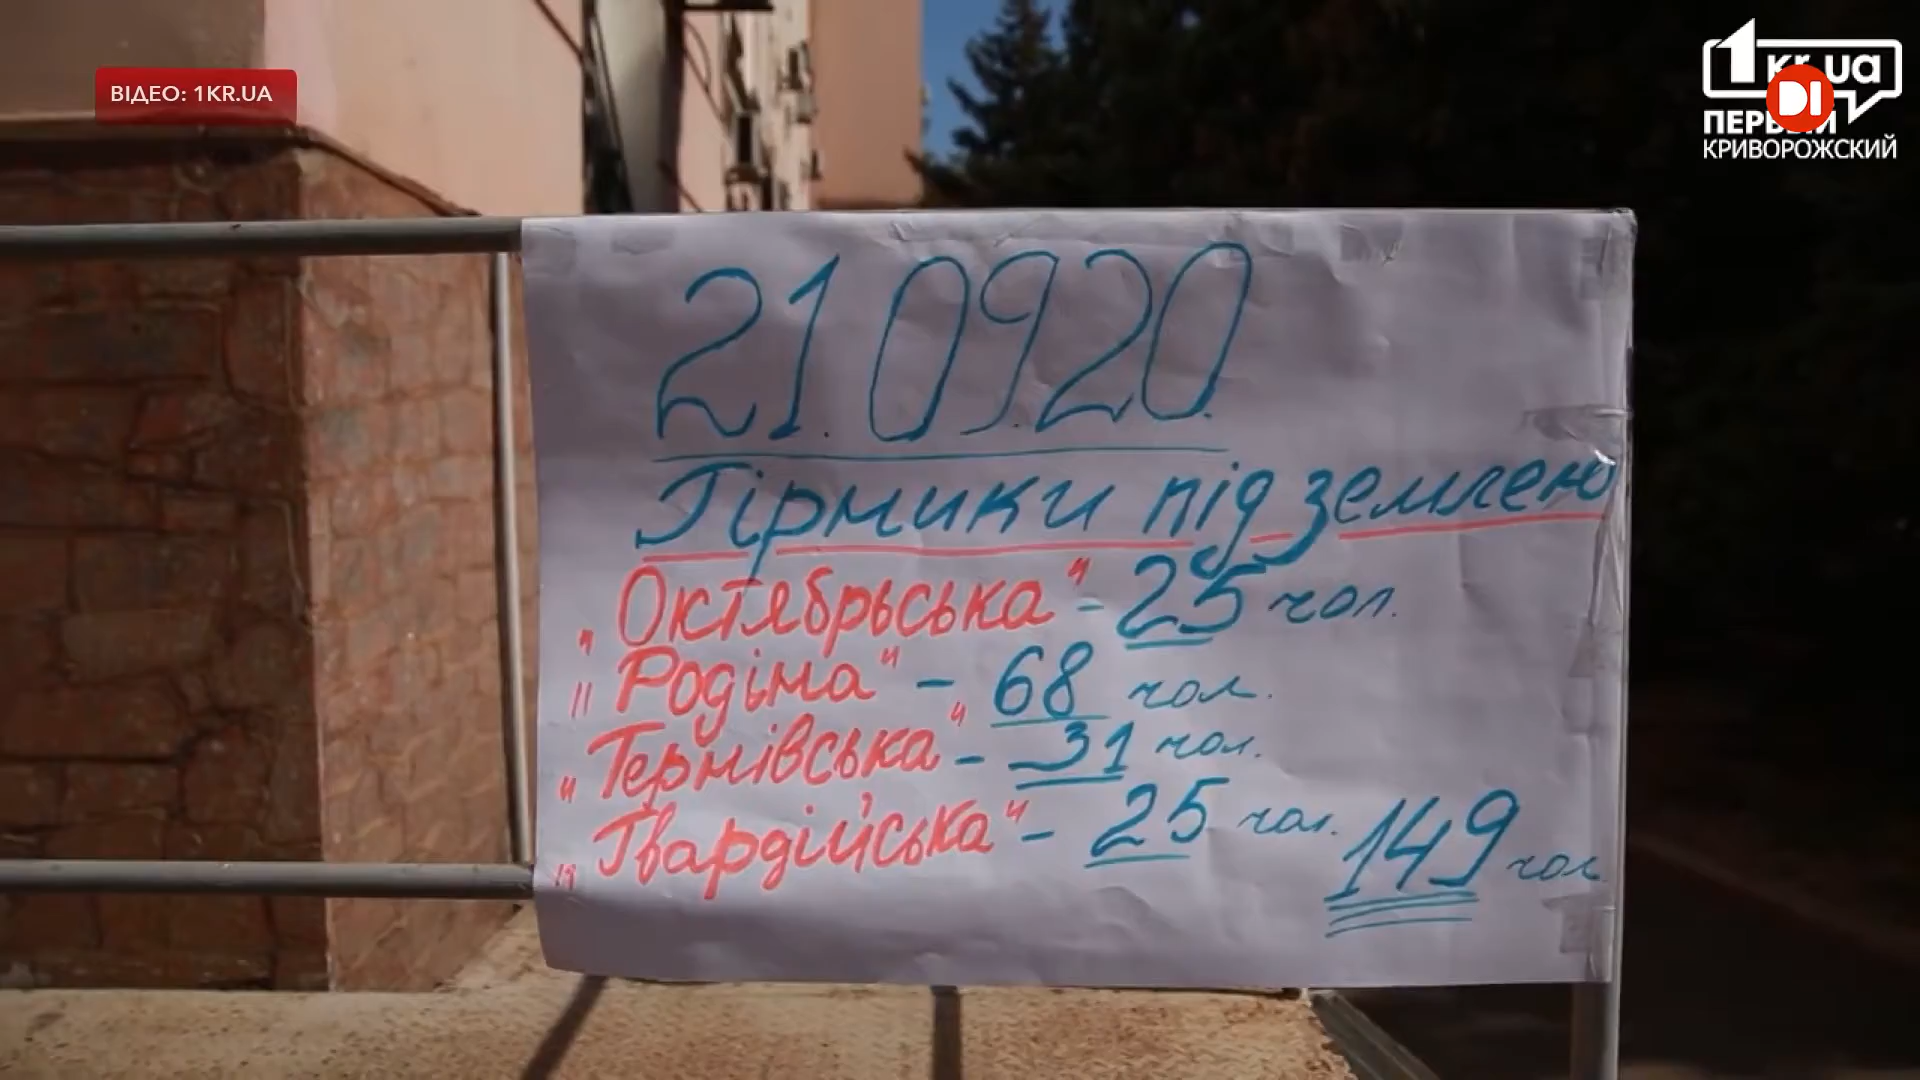 ВІДЕО: 1KR.UA
1kr.ua
DI
ПЕРВЫЙ
КРИВОРОЖСКИЙ
21.09.20.
Гірники під землею
„Октябрьська" - 25 чол.
"Родіна" - 68 чол.
"Тернівська" - 31 чол.
"Гвардійська" - 25 чол.
149 чол.